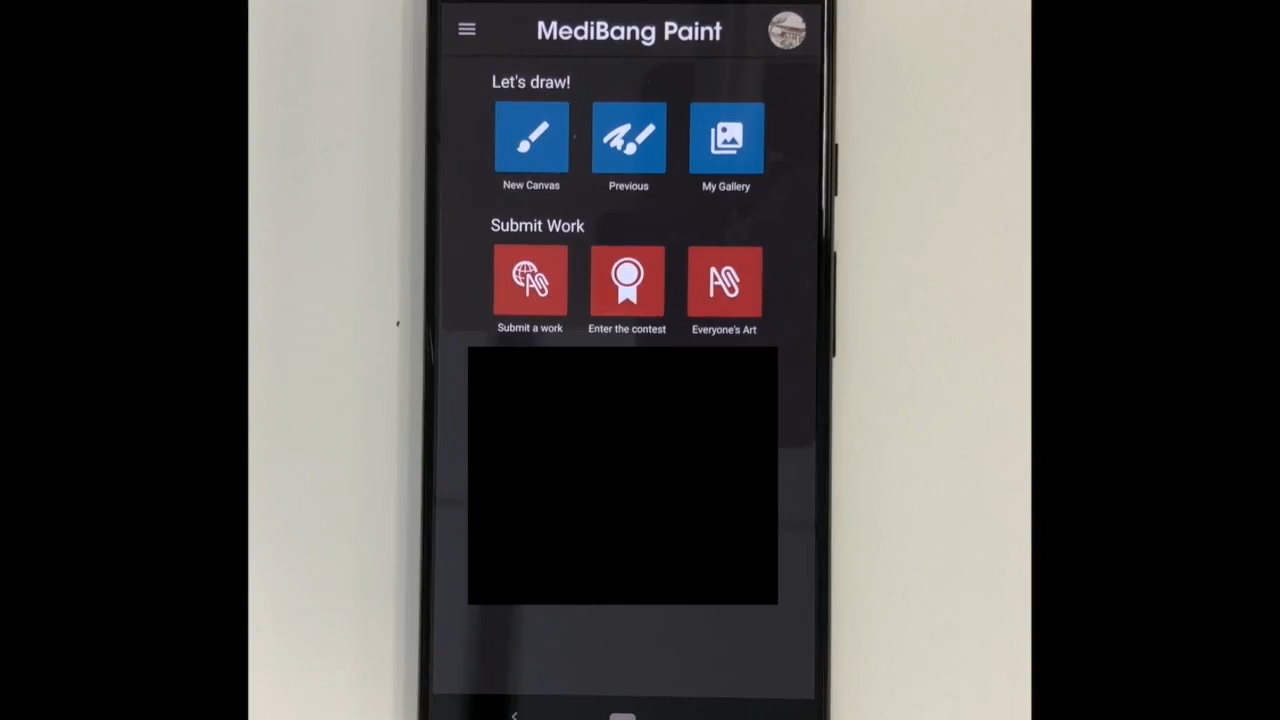 MediBang Paint
Let's draw!
New Canvas
Previous
My Gallery
Submit Work
Submit a work
Enter the contest
Everyone's Art